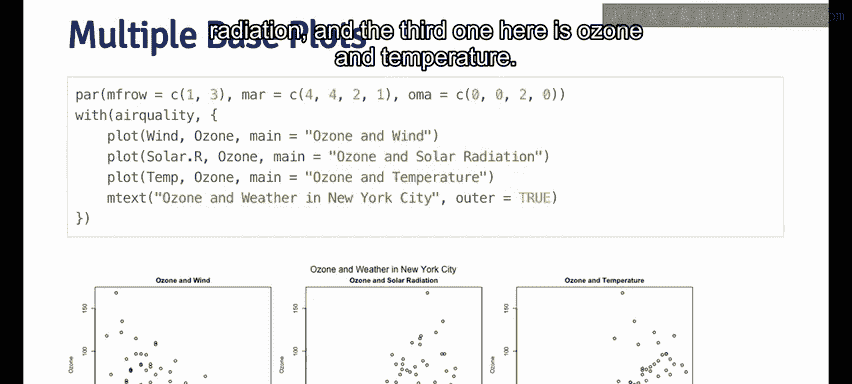 Multiple Base Plots
radiation, and the third one here is ozone
and temperature.
par(mfrow = c(1, 3), mar = c(4, 4, 2, 1), oma = c(0, 0, 2, 0))
with(airquality, {
plot(Wind, Ozone, main = "Ozone and Wind")
plot(Solar.R, Ozone, main = "Ozone and Solar Radiation")
plot(Temp, Ozone, main = "Ozone and Temperature")
mtext("Ozone and Weather in New York City", outer = TRUE)
})
Ozone and Weather in New York City
Ozone and Wind
Ozone and Solar Radiation
Ozone and Temperature
150
100
Ozone
150
100
Ozone
150
100
Ozone